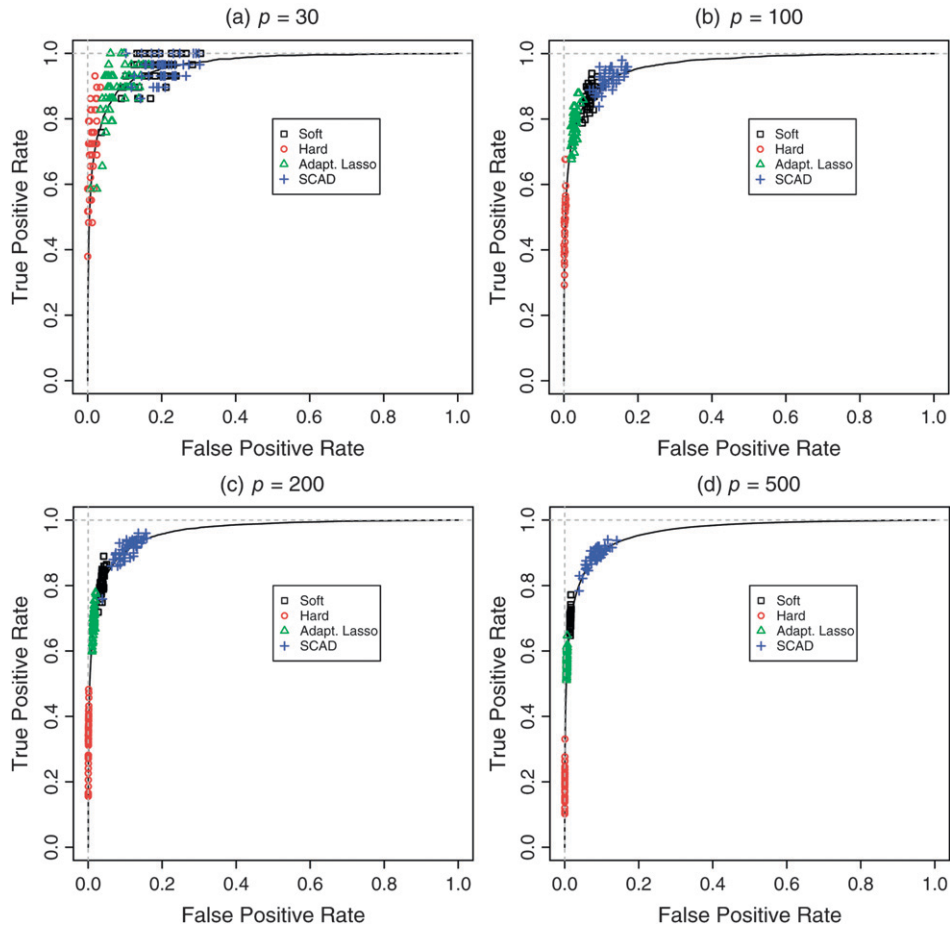 (a) p = 30
True Positive Rate
1.0
0.8
0.6
0.4
0.2
0.0
Soft
Hard
Adapt. Lasso
SCAD
0.0 0.2 0.4 0.6 0.8 1.0
False Positive Rate
(b) p = 100
True Positive Rate
1.0
0.8
0.6
0.4
0.2
0.0
Soft
Hard
Adapt. Lasso
SCAD
0.0 0.2 0.4 0.6 0.8 1.0
False Positive Rate
(c) p = 200
True Positive Rate
1.0
0.8
0.6
0.4
0.2
0.0
Soft
Hard
Adapt. Lasso
SCAD
0.0 0.2 0.4 0.6 0.8 1.0
False Positive Rate
(d) p = 500
True Positive Rate
1.0
0.8
0.6
0.4
0.2
0.0
Soft
Hard
Adapt. Lasso
SCAD
0.0 0.2 0.4 0.6 0.8 1.0
False Positive Rate